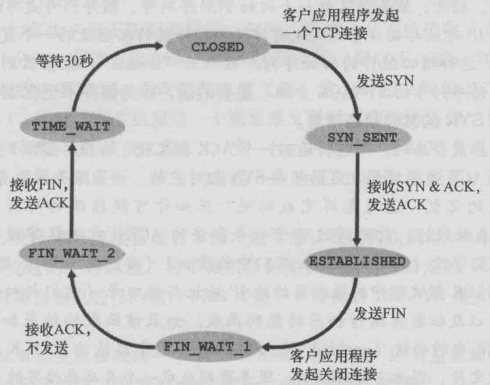 客户应用程序发起
一个TCP连接
CLOSED
等待30秒
发送SYN
TIME_WAIT
SYN_SENT
接收FIN,
发送ACK
接收SYN & ACK,
发送ACK
FIN_WAIT_2
ESTABLISHED
接收ACK,
不发送
发送FIN
FIN_WAIT_1
客户应用程序
发起关闭连接